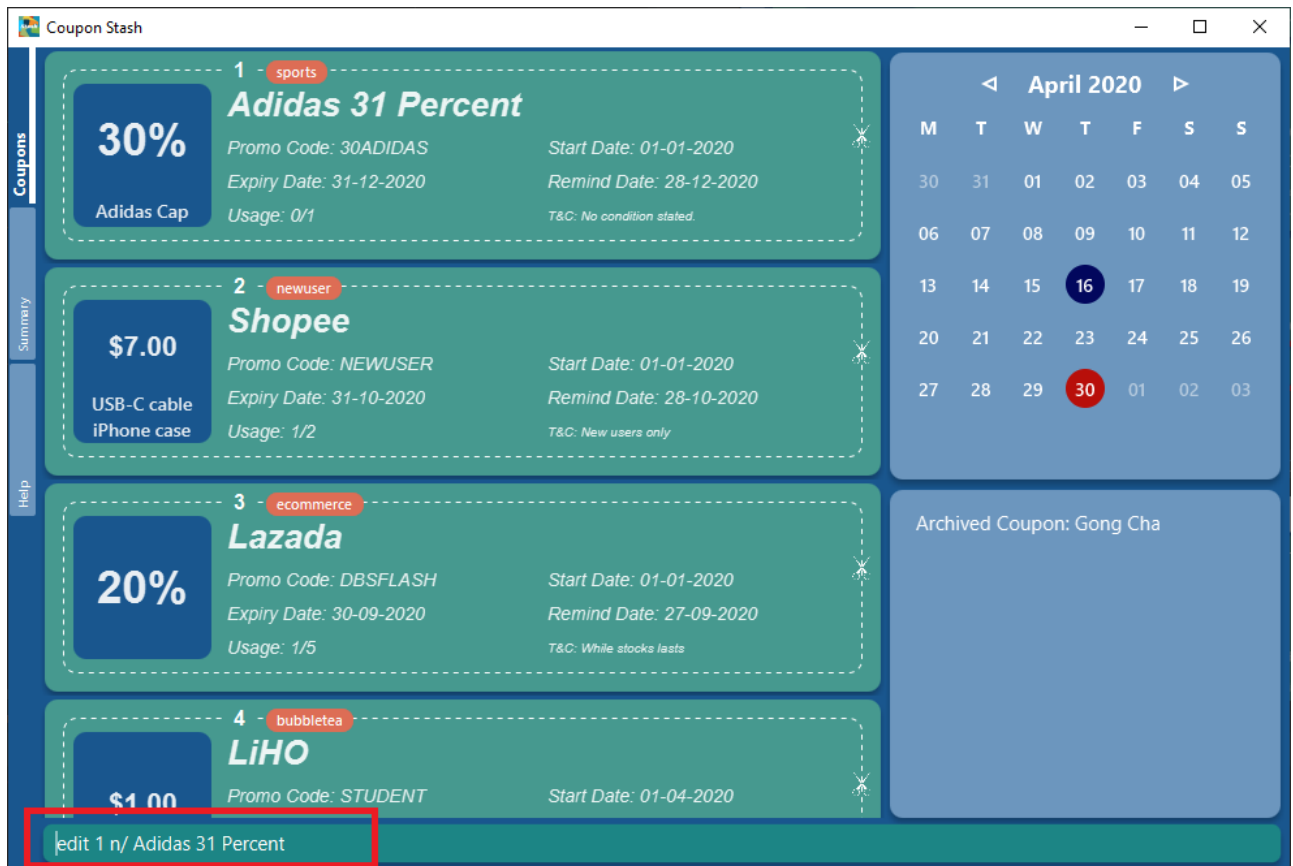 Coupon Stash
Coupons
Summary
Help
1 sports
Adidas 31 Percent
30%
Adidas Cap
Promo Code: 30ADIDAS Start Date: 01-01-2020
Expiry Date: 31-12-2020 Remind Date: 28-12-2020
Usage: 0/1 T&C: No condition stated.
2 newuser
Shopee
$7.00
USB-C cable
iPhone case
Promo Code: NEWUSER Start Date: 01-01-2020
Expiry Date: 31-10-2020 Remind Date: 28-10-2020
Usage: 1/2 T&C: New users only
3 ecommerce
Lazada
20%
Promo Code: DBSFLASH Start Date: 01-01-2020
Expiry Date: 30-09-2020 Remind Date: 27-09-2020
Usage: 1/5 T&C: While stocks lasts
4 bubbletea
LiHO
$1.00
Promo Code: STUDENT Start Date: 01-04-2020
edit 1 n/ Adidas 31 Percent
April 2020
M T W T F S S
30 31 01 02 03 04 05
06 07 08 09 10 11 12
13 14 15 16 17 18 19
20 21 22 23 24 25 26
27 28 29 30 01 02 03
Archived Coupon: Gong Cha